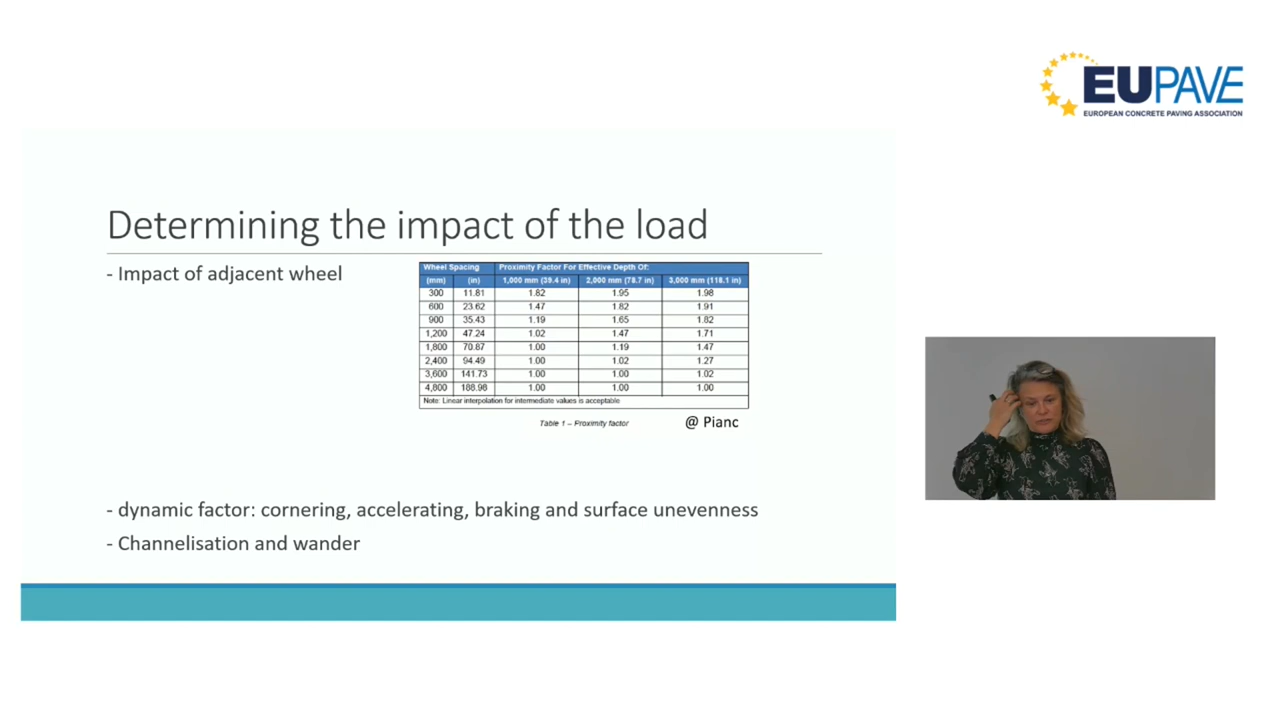 EUPAVE
EUROPEAN CONCRETE PAVING ASSOCIATION
Determining the impact of the load
- Impact of adjacent wheel
Wheel Spacing Proximity Factor For Effective Depth Of:
(mm) (in) 1,000 mm (39.4 in) 2,000 mm (78.7 in) 3,000 mm (118.1 in)
300 11.81 1.82 1.95 1.98
600 23.62 1.47 1.82 1.91
900 35.43 1.19 1.65 1.82
1,200 47.24 1.02 1.47 1.71
1,800 70.87 1.00 1.19 1.47
2,400 94.49 1.00 1.02 1.27
3,600 141.73 1.00 1.00 1.02
4,800 188.98 1.00 1.00 1.00
Note: Linear interpolation for intermediate values is acceptable
Table 1 – Proximity factor
@ Pianc
- dynamic factor: cornering, accelerating, braking and surface unevenness
- Channelisation and wander